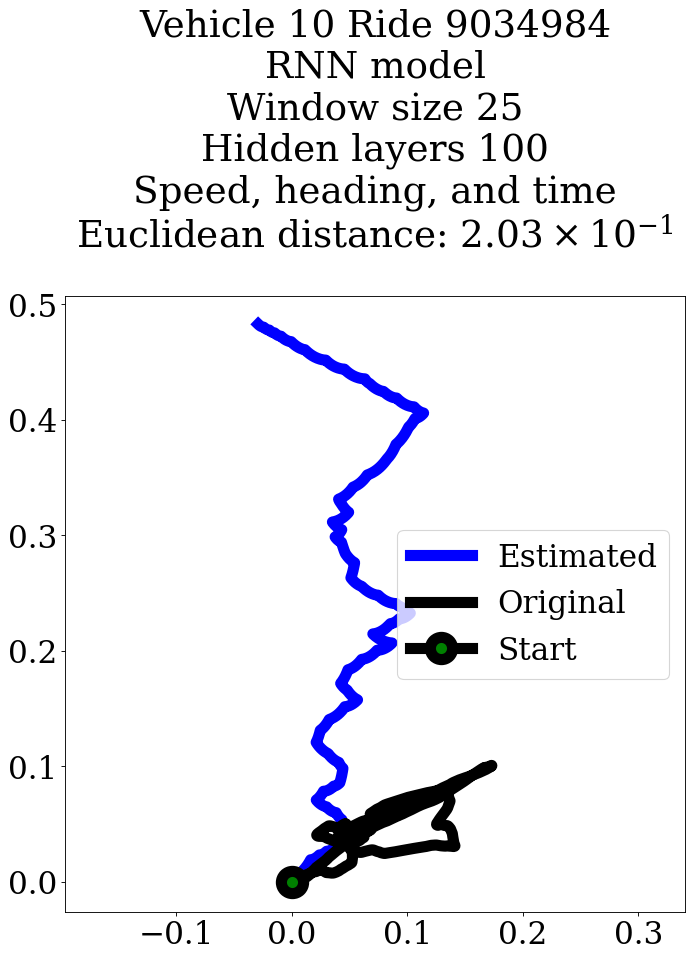 Vehicle 10 Ride 9034984
RNN model
Window size 25
Hidden layers 100
Speed, heading, and time
Euclidean distance: 2.03 × 10⁻¹
0.5
0.4
0.3
0.2
0.1
0.0
Estimated
Original
Start
−0.1 0.0 0.1 0.2 0.3